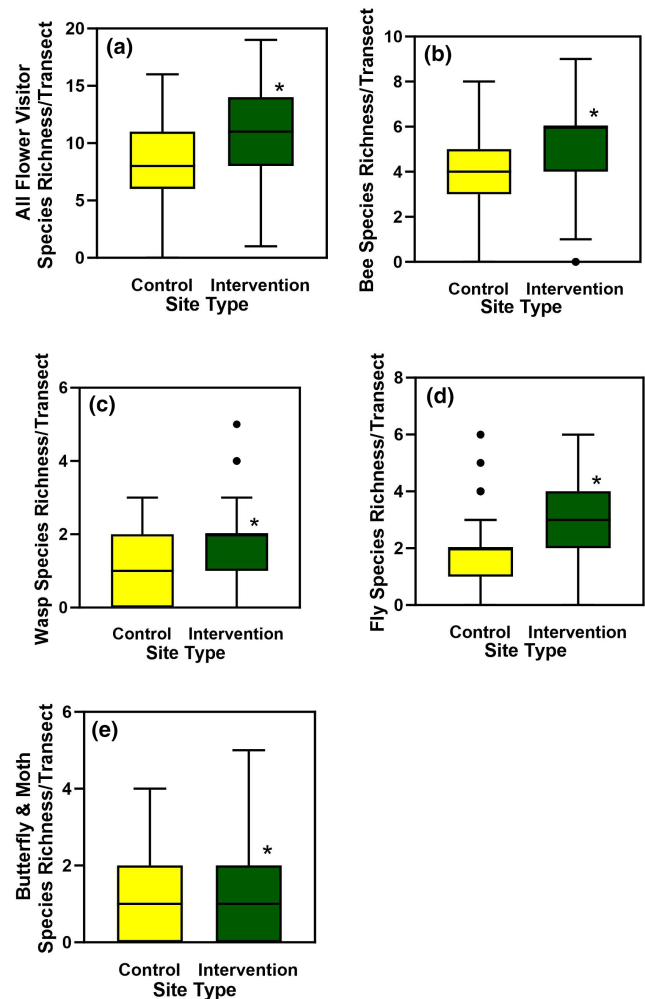 All Flower Visitor
Species Richness/Transect
20
15
10
5
0
(a)
*
Control Intervention
Site Type
Bee Species Richness/Transect
10
8
6
4
2
0
(b)
*
Control Intervention
Site Type
Wasp Species Richness/Transect
6
4
2
0
(c)
*
Control Intervention
Site Type
Fly Species Richness/Transect
8
6
4
2
0
(d)
*
Control Intervention
Site Type
Butterfly & Moth
Species Richness/Transect
6
4
2
0
(e)
*
Control Intervention
Site Type